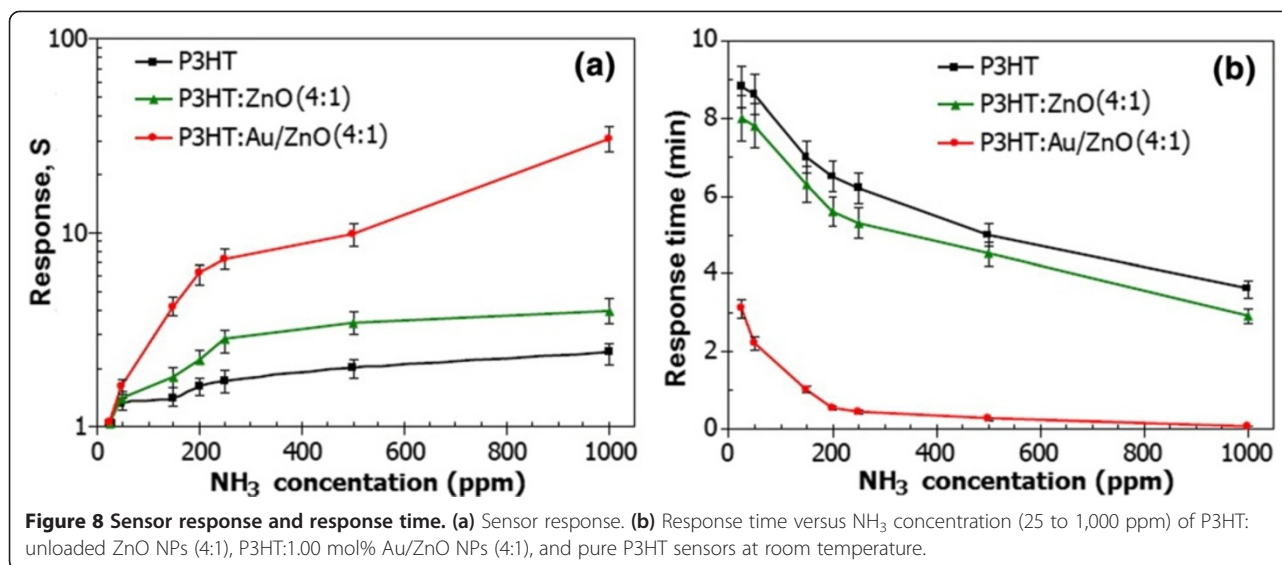 (a)
P3HT
P3HT:ZnO(4:1)
P3HT:Au/ZnO(4:1)
Response, S
100
10
1
0 200 400 600 800 1000
NH₃ concentation (ppm)
(b)
P3HT
P3HT:ZnO(4:1)
P3HT:Au/ZnO(4:1)
Response time (min)
10
8
6
4
2
0
0 200 400 600 800 1000
NH₃ concentation (ppm)
Figure 8 Sensor response and response time. (a) Sensor response. (b) Response time versus NH₃ concentration (25 to 1,000 ppm) of P3HT:
unloaded ZnO NPs (4:1), P3HT:1.00 mol% Au/ZnO NPs (4:1), and pure P3HT sensors at room temperature.